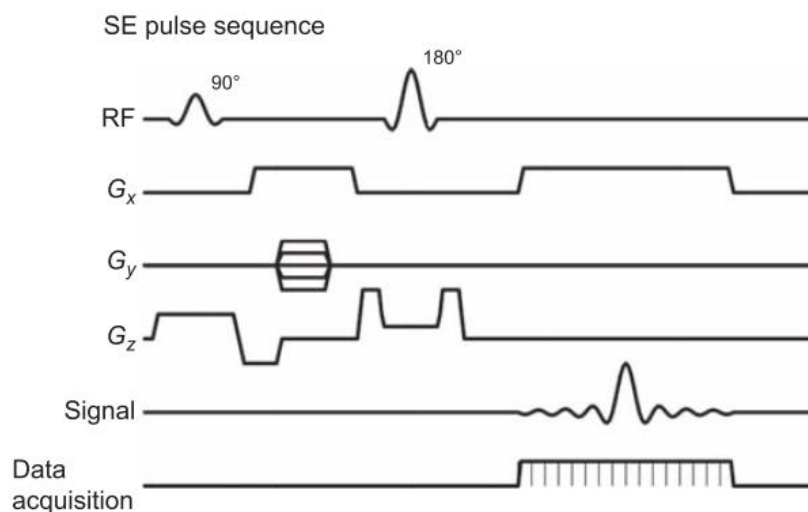 SE pulse sequence
90°
180°
RF
Gx
Gy
Gz
Signal
Data
acquisition